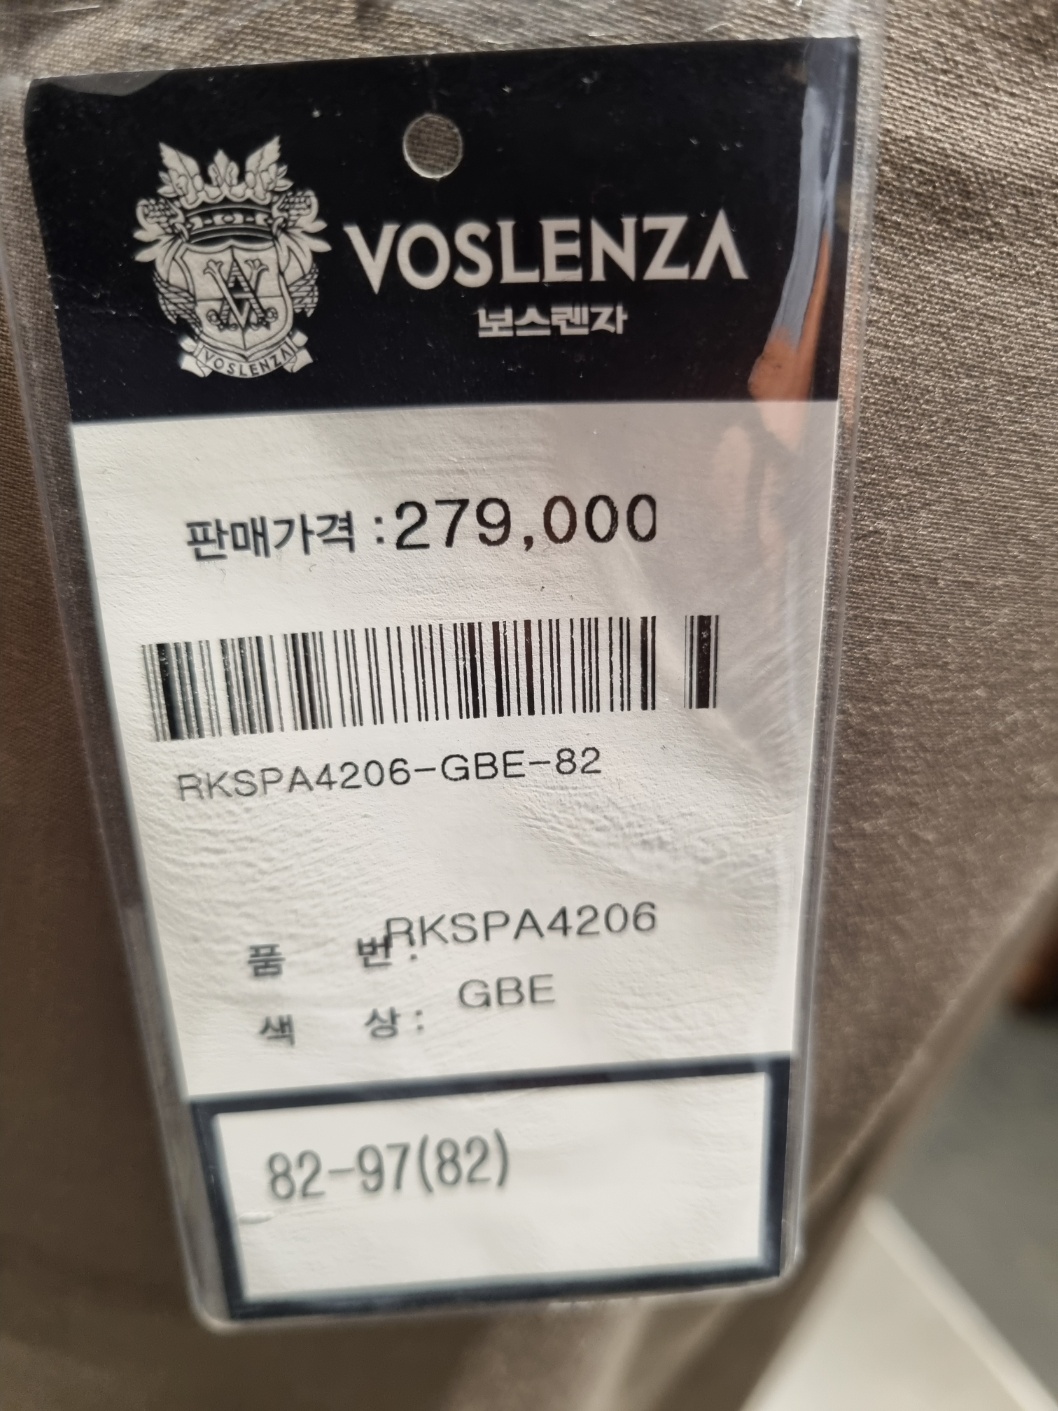 VOSLENZA
VOSLENZA
보스렌자
판매가격 :279,000
RKSPA4206-GBE-82
품 번: RKSPA4206
색 상: GBE
82-97(82)